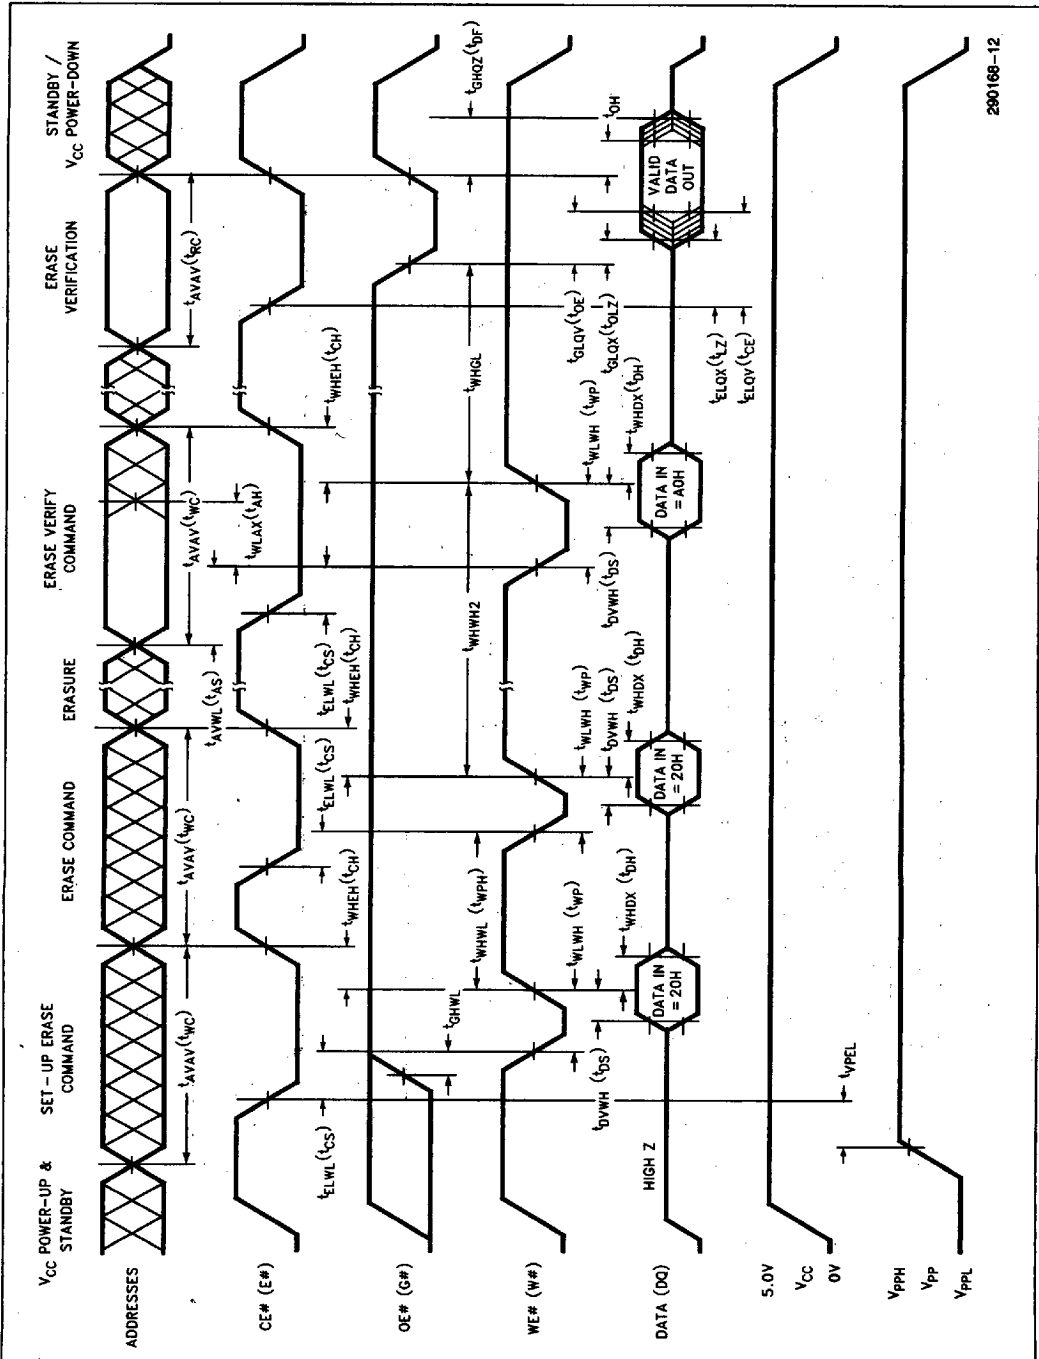 V_CC POWER-UP &
STANDBY
SET-UP ERASE
COMMAND
ERASE COMMAND
ERASURE
ERASE VERIFY
COMMAND
ERASE
VERIFICATION
STANDBY /
V_CC POWER-DOWN
ADDRESSES
t_AVAV(t_WC)
t_AVAV(t_WC)
t_AVWL(t_AS)
t_AVAV(t_WC)
t_WLAX(t_AH)
t_AVAV(t_RC)
CE# (E#)
t_ELWL(t_CS)
t_WHEH(t_CH)
t_ELWL(t_CS)
t_WHEH(t_CH)
t_ELWL(t_CS)
t_WHEH(t_CH)
OE# (G#)
t_GHWL
t_WHWL (t_WPH)
t_WHWH2
t_WHGL
t_GHQZ(t_DF)
WE# (W#)
t_DVWH (t_DS)
t_WLWH (t_WP)
t_WHDX (t_DH)
t_WLWH (t_WP)
t_DVWH(t_DS)
t_WHDX (t_DH)
t_DVWH(t_DS)
t_WLWH (t_WP)
t_WHDX(t_DH)
t_GLQV(t_OE)
t_GLQX(t_OLZ)
t_OH
DATA (DQ)
HIGH Z
DATA IN
= 20H
DATA IN
= 20H
DATA IN
= A0H
VALID
DATA
OUT
t_ELQX(t_LZ)
t_ELQV(t_CE)
5.0V
V_CC
0V
t_VPEL
V_PPH
V_PP
V_PPL
290168-12